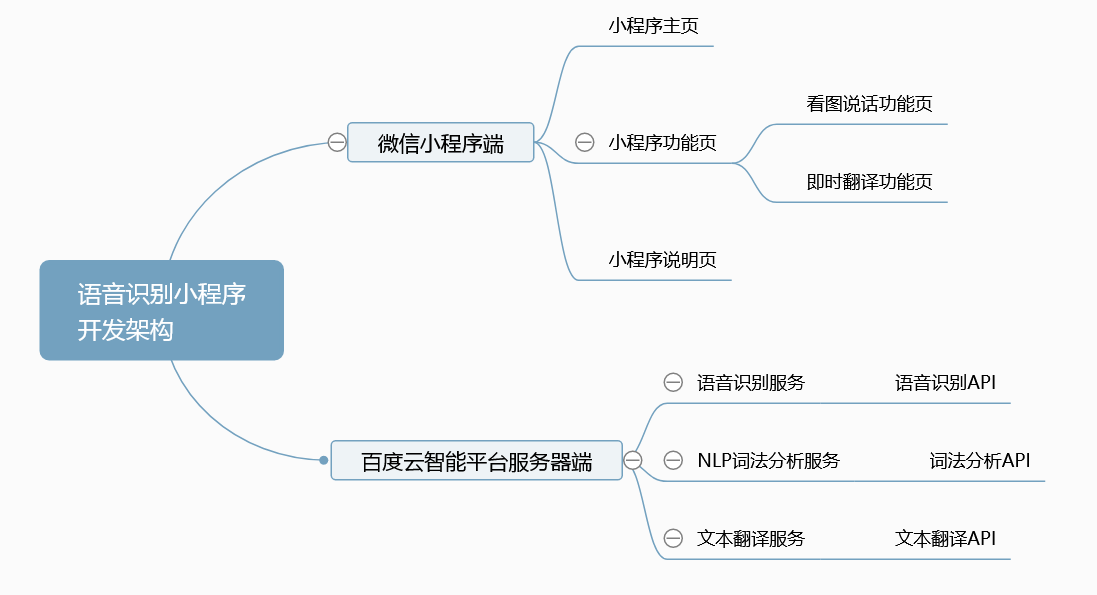 语音识别小程序
开发架构
微信小程序端
小程序主页
小程序功能页
看图说话功能页
即时翻译功能页
小程序说明页
百度云智能平台服务器端
语音识别服务
语音识别API
NLP词法分析服务
词法分析API
文本翻译服务
文本翻译API